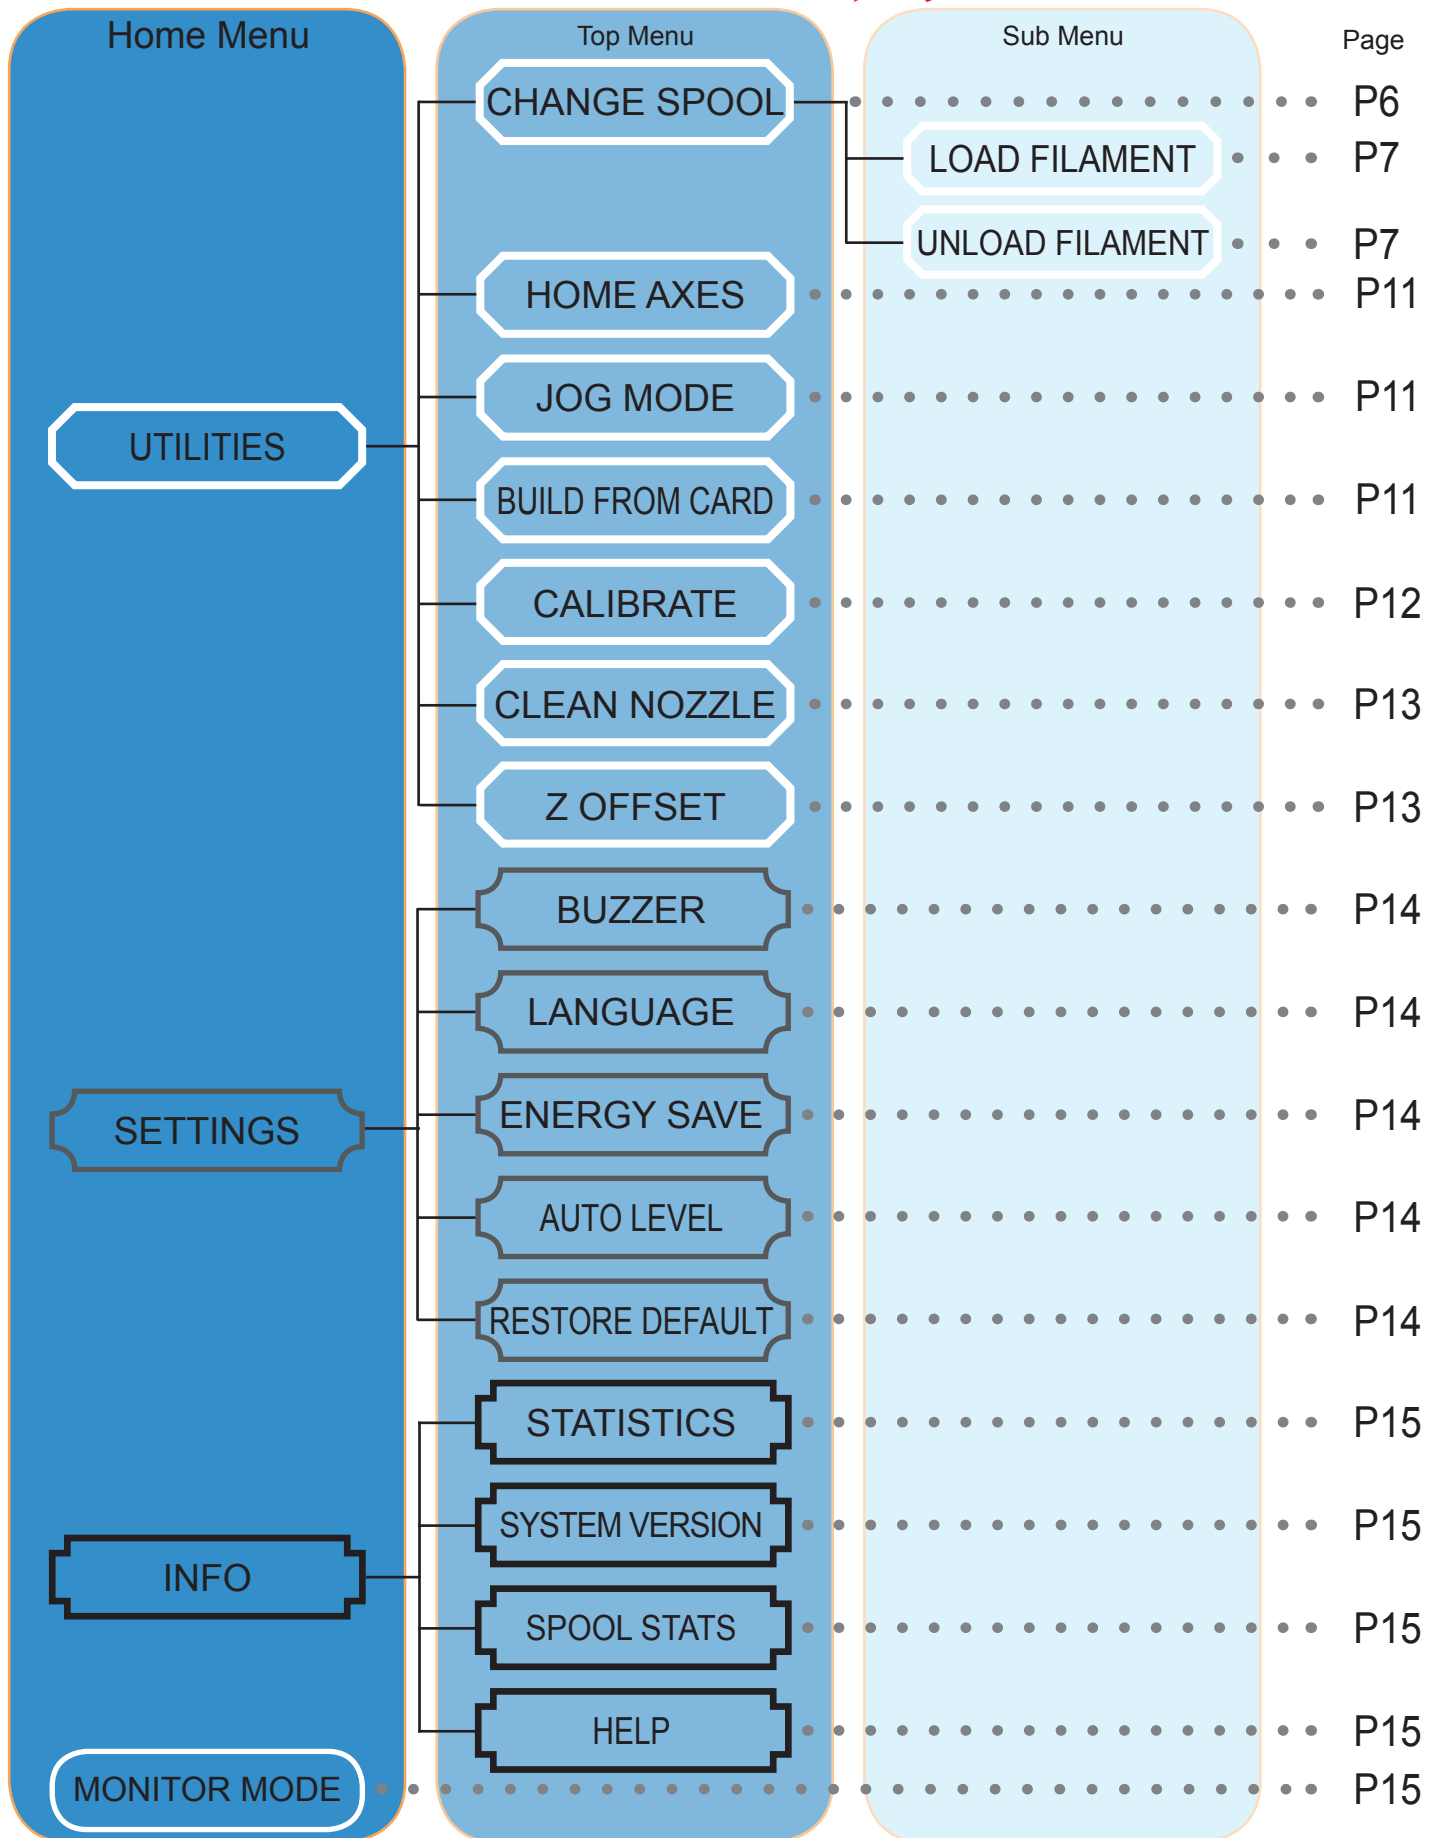 Home Menu
Top Menu
Sub Menu
Page
CHANGE SPOOL
P6
LOAD FILAMENT
P7
UNLOAD FILAMENT
P7
HOME AXES
P11
JOG MODE
P11
UTILITIES
BUILD FROM CARD
P11
CALIBRATE
P12
CLEAN NOZZLE
P13
Z OFFSET
P13
BUZZER
P14
LANGUAGE
P14
SETTINGS
ENERGY SAVE
P14
AUTO LEVEL
P14
RESTORE DEFAULT
P14
STATISTICS
P15
SYSTEM VERSION
P15
INFO
SPOOL STATS
P15
HELP
P15
MONITOR MODE
P15